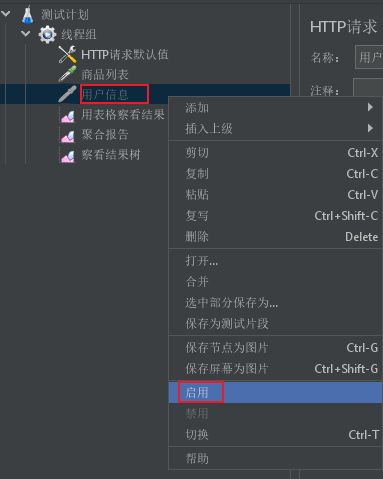 测试计划
线程组
HTTP请求默认值
商品列表
用户信息
用表格察看结果
聚合报告
察看结果树
HTTP请求
名称： 用户
注释：
添加
插入上级
剪切 Ctrl-X
复制 Ctrl-C
粘贴 Ctrl-V
复写 Ctrl+Shift-C
删除 Delete
打开...
合并
选中部分保存为...
保存为测试片段
保存节点为图片 Ctrl-G
保存屏幕为图片 Ctrl+Shift-G
启用
禁用
切换 Ctrl-T
帮助